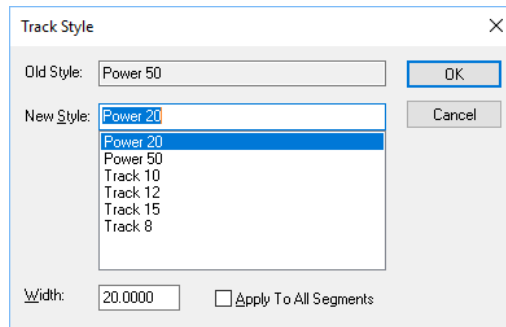 Track Style
Old Style: Power 50
OK
New Style: Power 20
Cancel
Power 20
Power 50
Track 10
Track 12
Track 15
Track 8
Width: 20.0000 Apply To All Segments